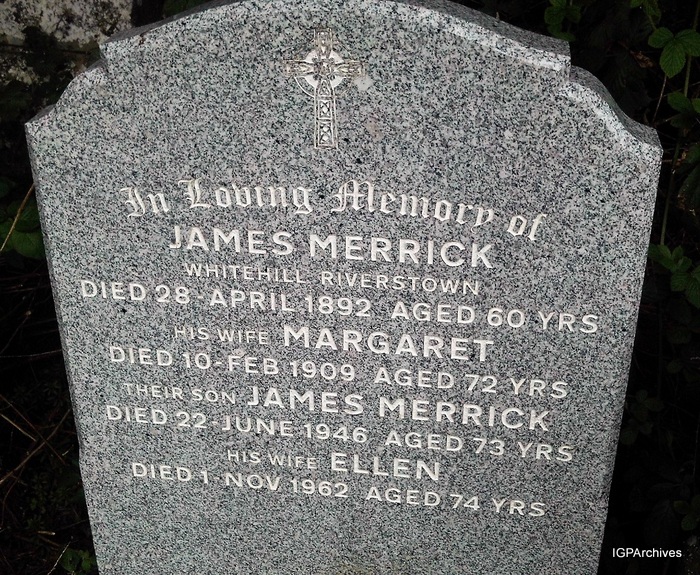 In Loving Memory of
JAMES MERRICK
WHITEHILL RIVERSTOWN
DIED 28-APRIL 1892 AGED 60 YRS
HIS WIFE MARGARET
DIED 10-FEB 1909 AGED 72 YRS
THEIR SON JAMES MERRICK
DIED 22-JUNE 1946 AGED 73 YRS
HIS WIFE ELLEN
DIED 1-NOV 1962 AGED 74 YRS
IGPArchives